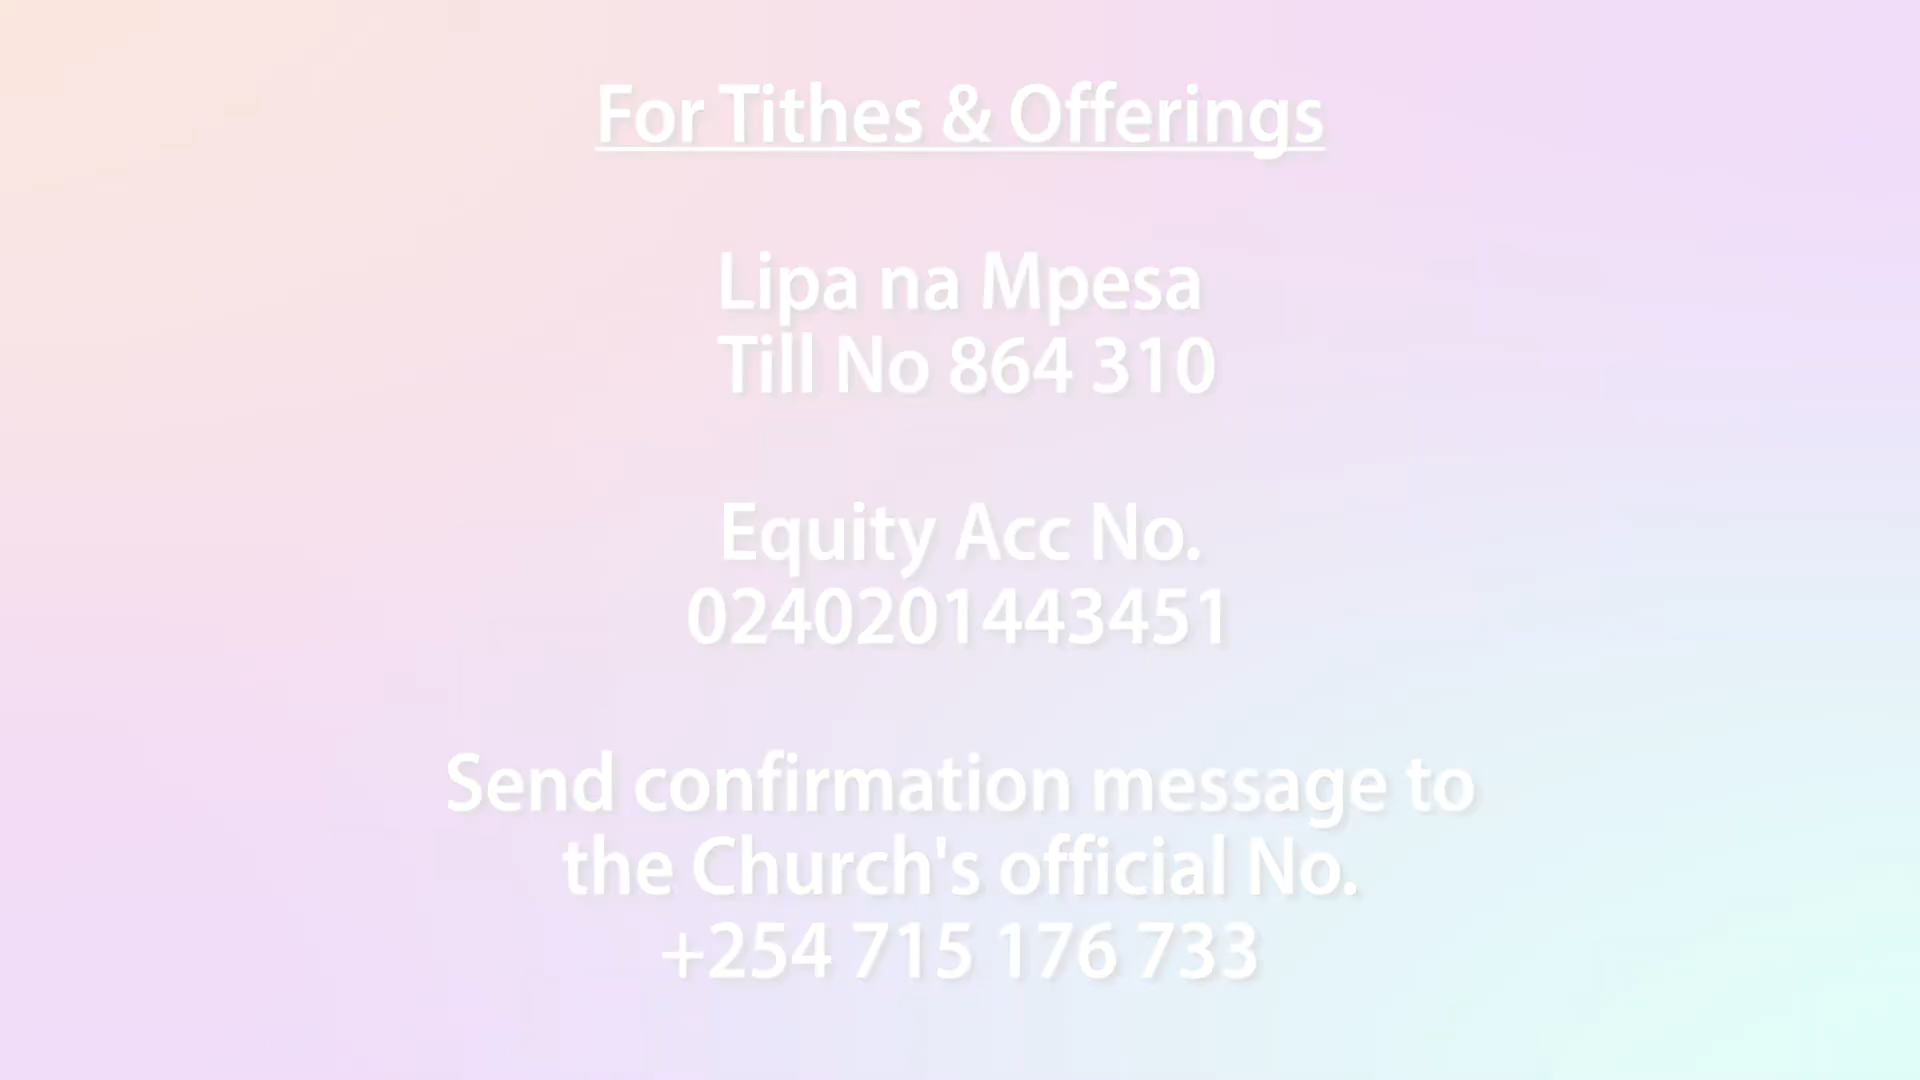 For Tithes & Offerings
Lipa na Mpesa
Till No 864 310
Equity Acc No.
0240201443451
Send confirmation message to
the Church's official No.
+254 715 176 733